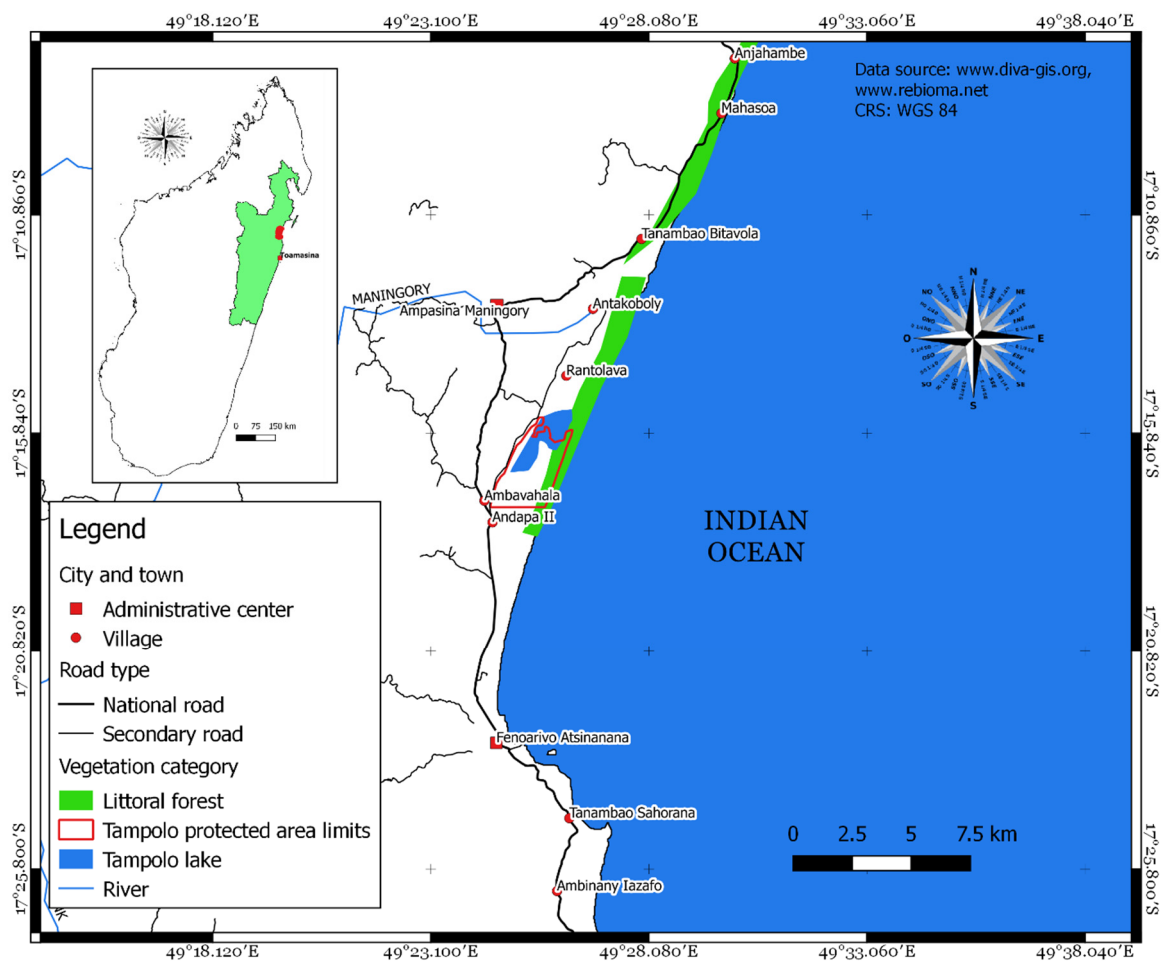 49°18.120′E
49°23.100′E
49°28.080′E
49°33.060′E
49°38.040′E
Anjahambe
Data source: www.diva-gis.org,
www.rebioma.net
CRS: WGS 84
Mahasoa
17°10.860′S
17°10.860′S
Tanambao Bitavola
Toamasina
MANINGORY
Ampasina Maningory
Antakoboly
N
NO
NE
O
E
SO
SE
S
Rantolava
0 75 150 km
17°15.840′S
17°15.840′S
Ambavahala
Andapa II
INDIAN
OCEAN
Legend
City and town
Administrative center
Village
Road type
National road
Secondary road
Vegetation category
Littoral forest
Tampolo protected area limits
Tampolo lake
River
17°20.820′S
17°20.820′S
Fenoarivo Atsinanana
Tanambao Sahorana
0 2.5 5 7.5 km
Ambinany Iazafo
17°25.800′S
17°25.800′S
49°18.120′E
49°23.100′E
49°28.080′E
49°33.060′E
49°38.040′E